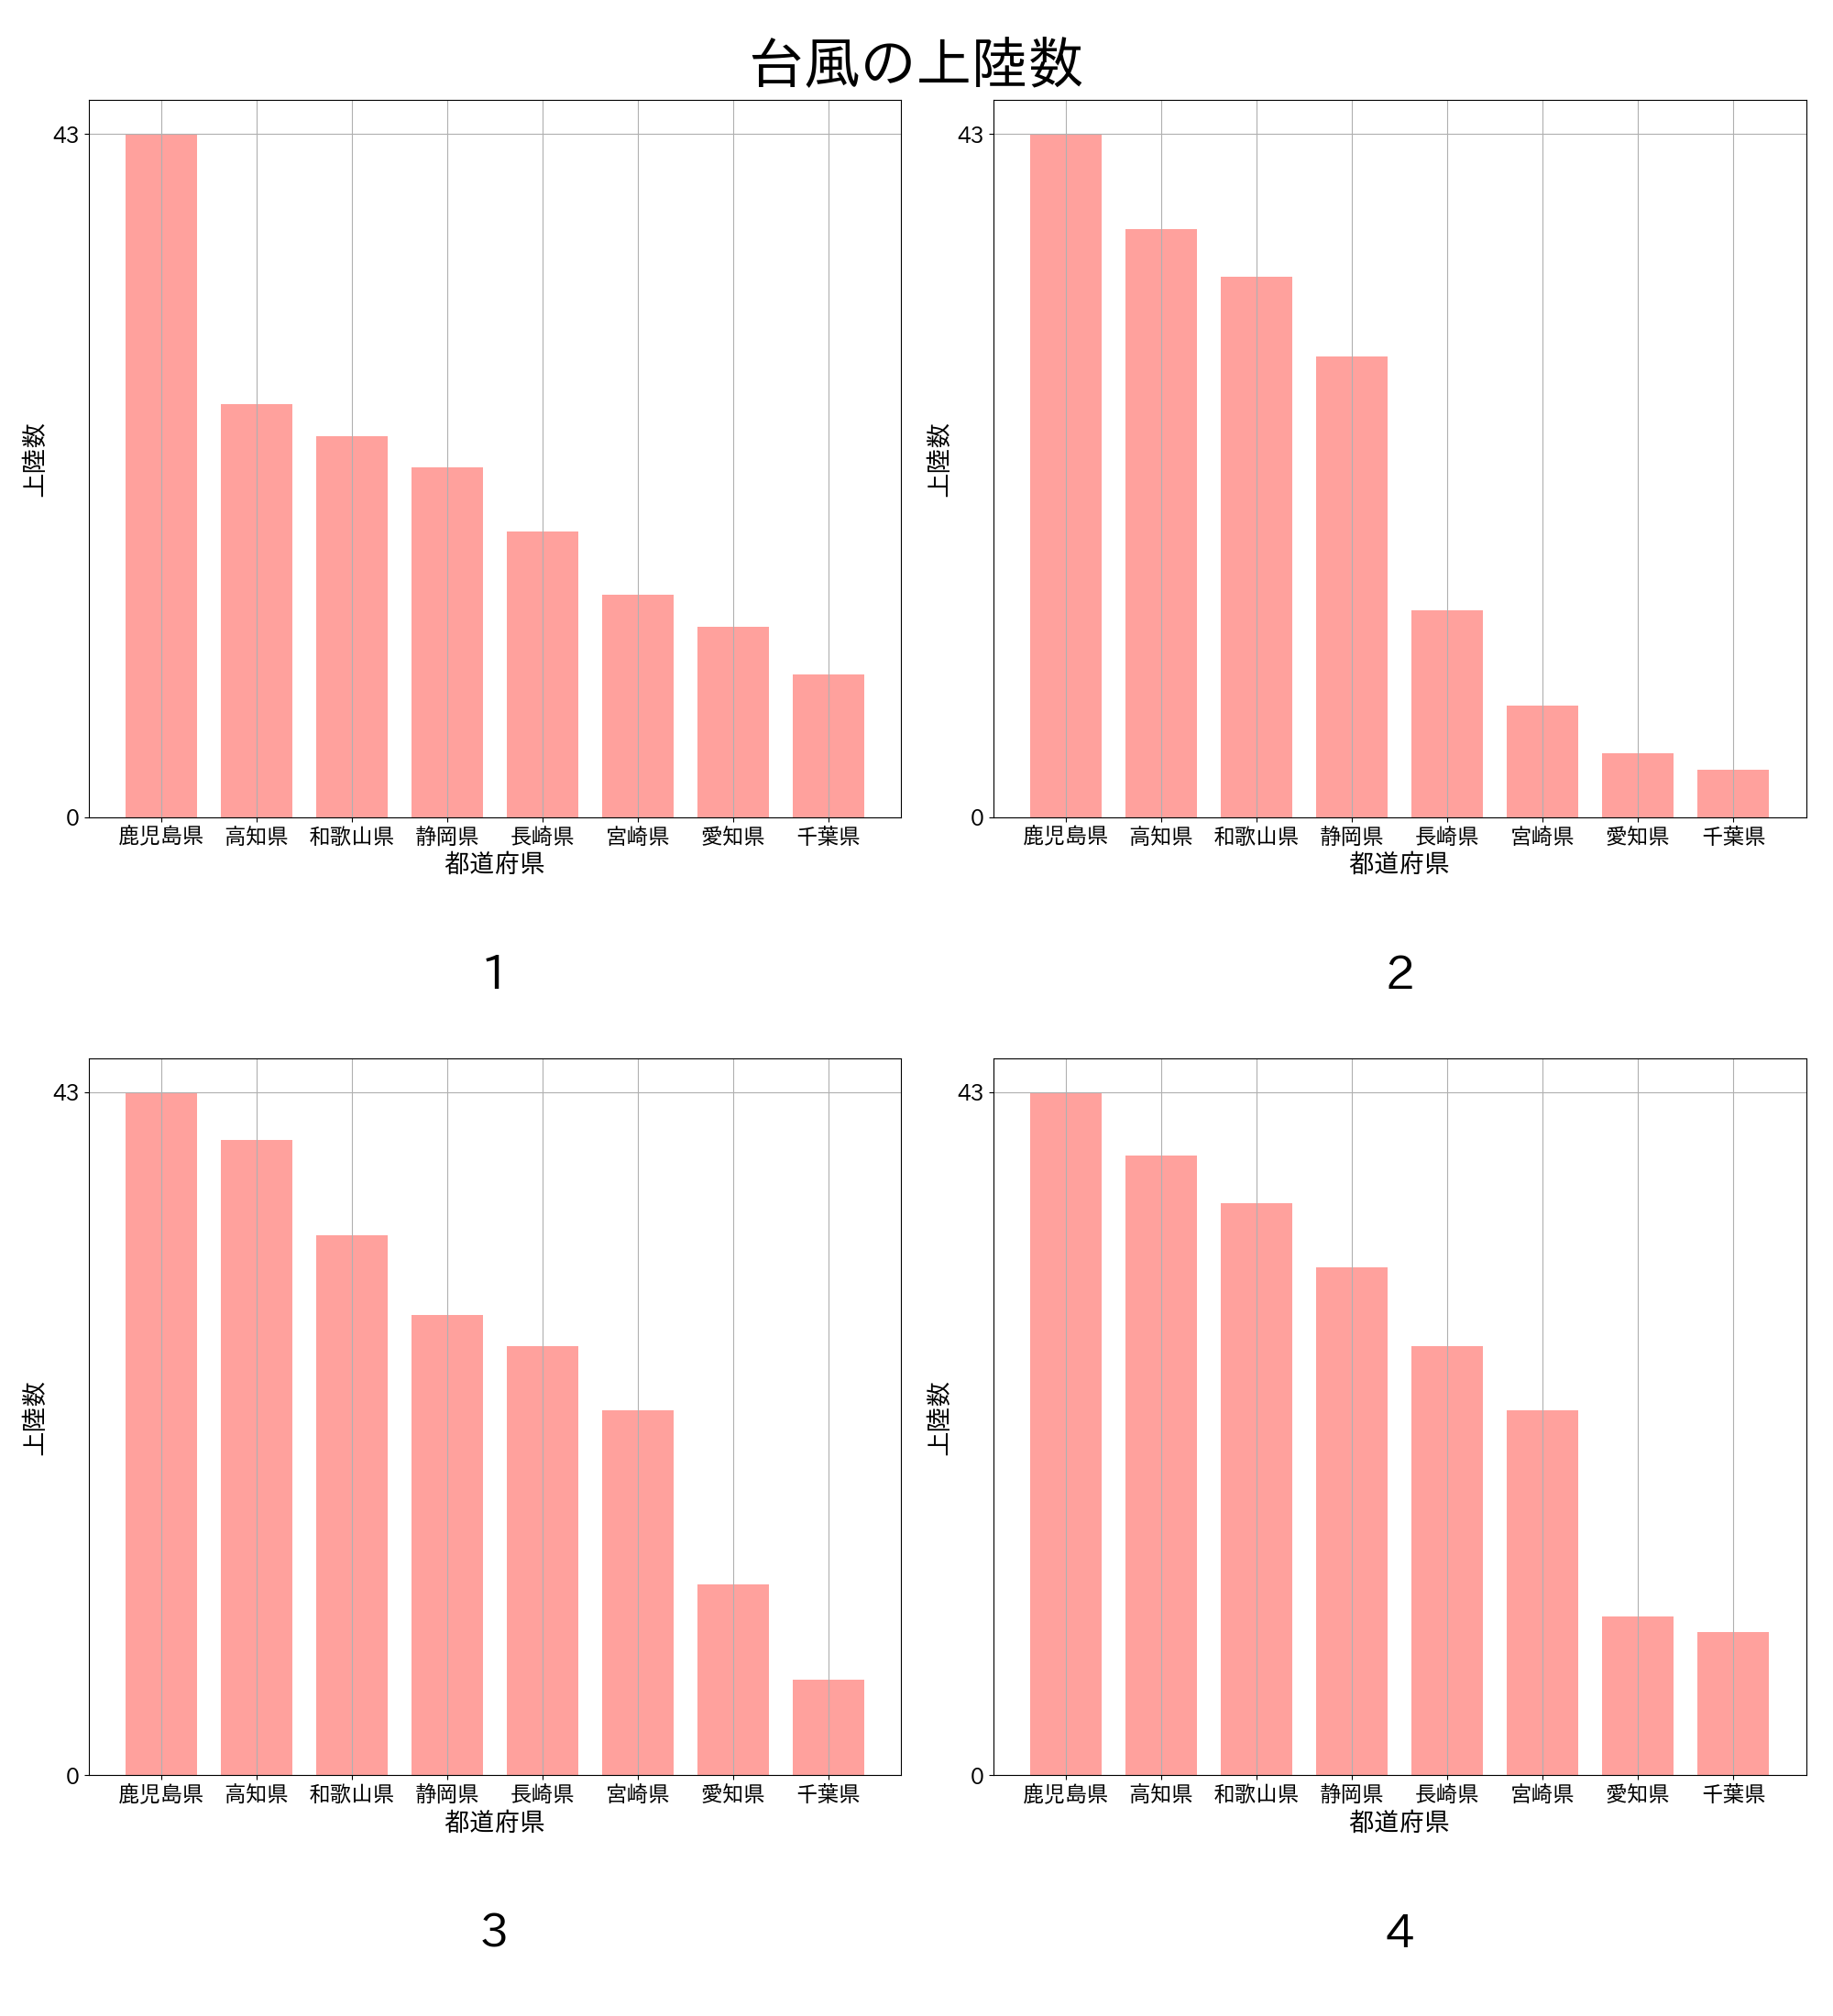 台風の上陸数
43
0
上陸数
鹿児島県 高知県 和歌山県 静岡県 長崎県 宮崎県 愛知県 千葉県
都道府県
1
43
0
上陸数
鹿児島県 高知県 和歌山県 静岡県 長崎県 宮崎県 愛知県 千葉県
都道府県
2
43
0
上陸数
鹿児島県 高知県 和歌山県 静岡県 長崎県 宮崎県 愛知県 千葉県
都道府県
3
43
0
上陸数
鹿児島県 高知県 和歌山県 静岡県 長崎県 宮崎県 愛知県 千葉県
都道府県
4